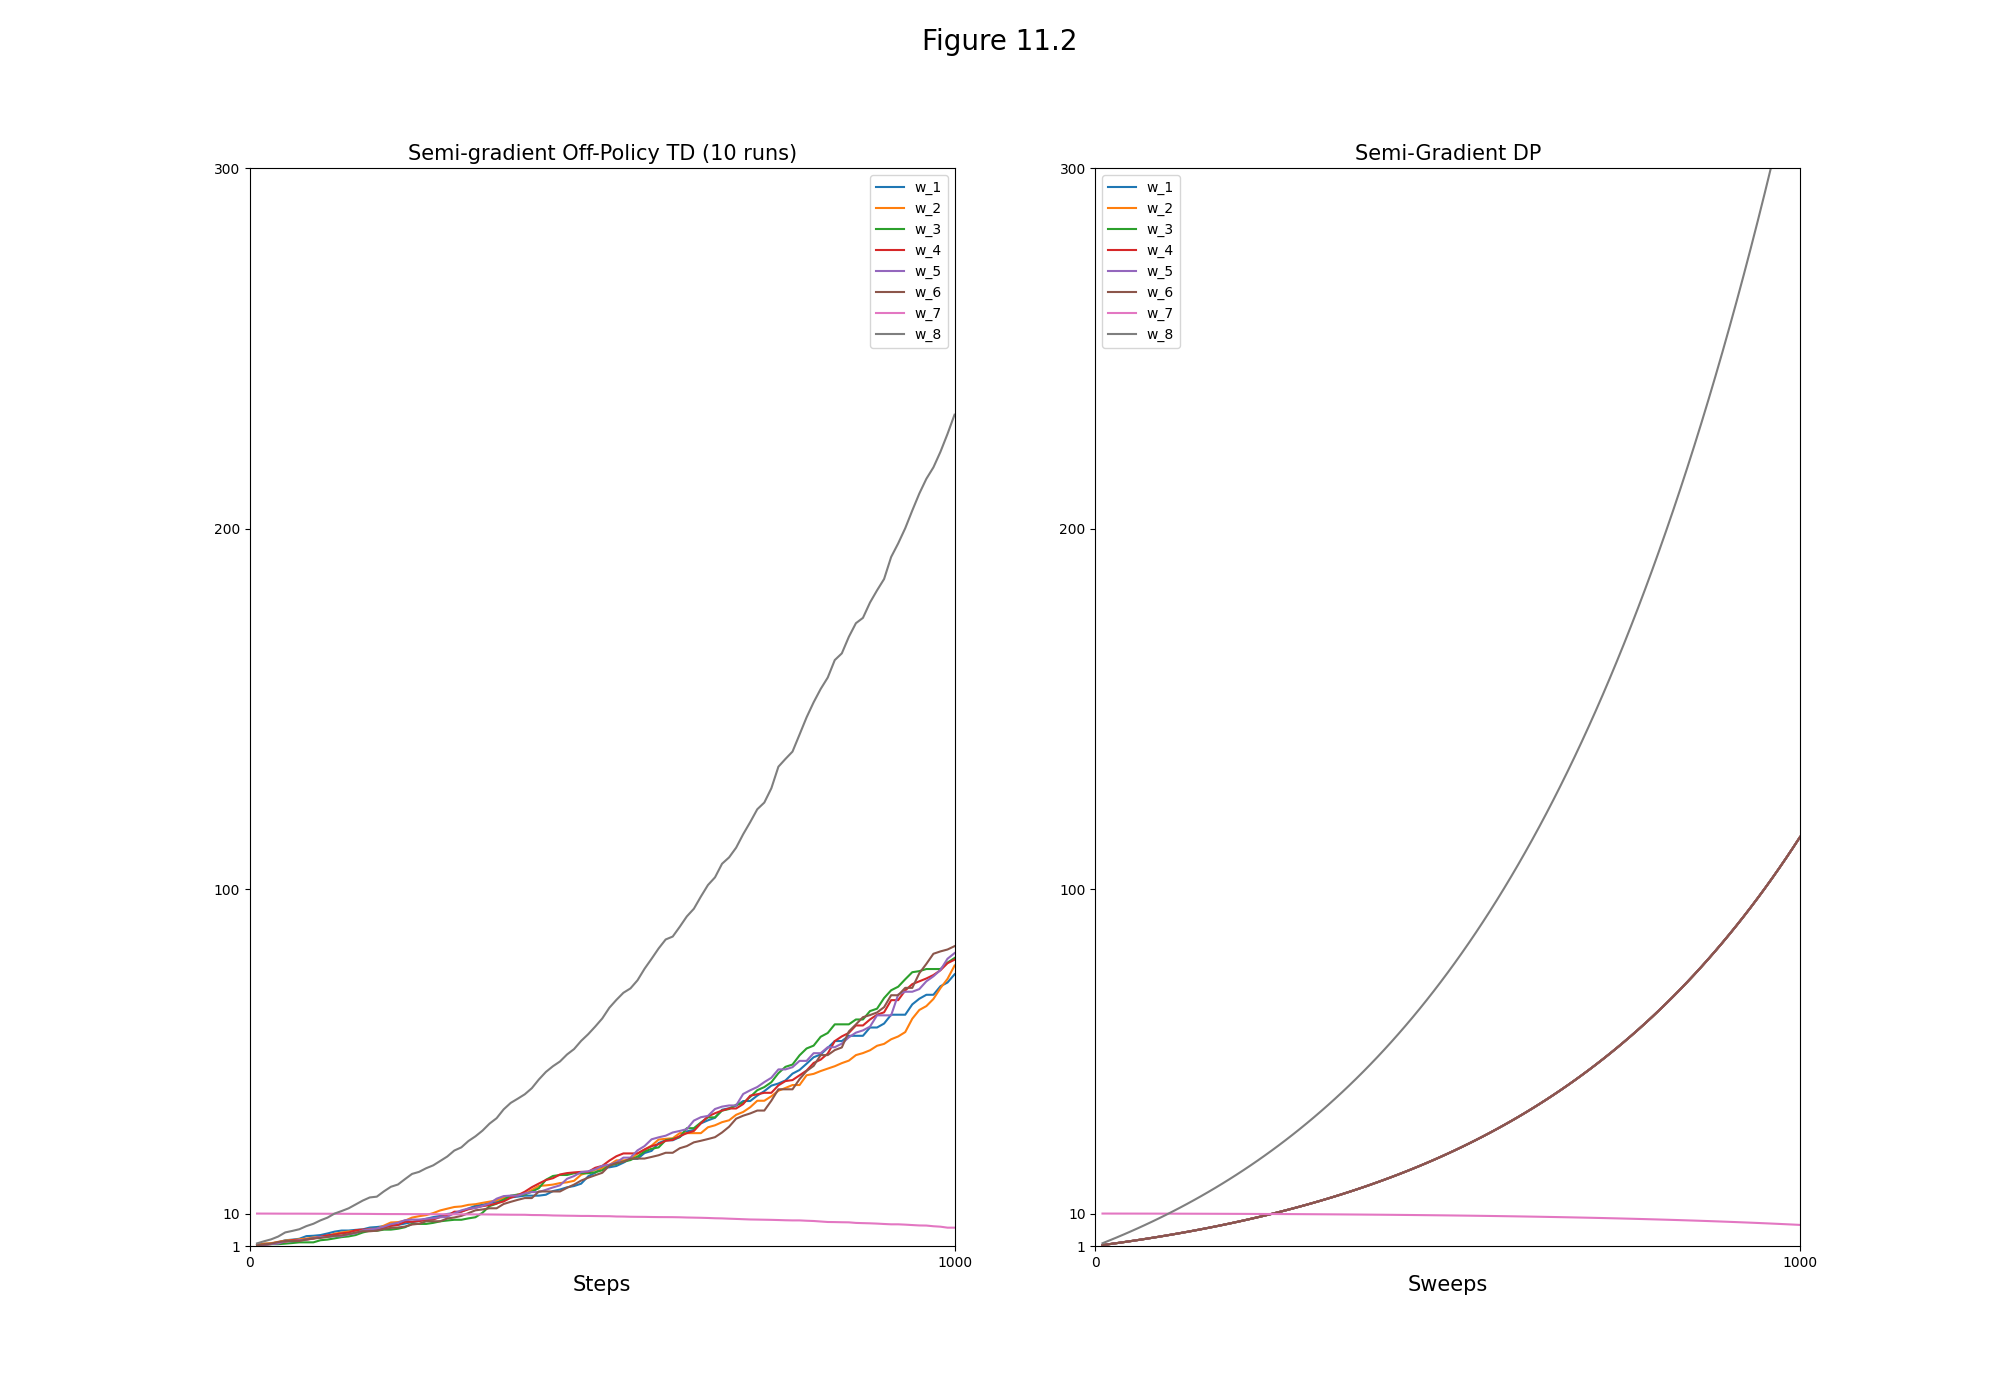 Figure 11.2
Semi-gradient Off-Policy TD (10 runs)
300
200
100
10
1
0
1000
Steps
w_1
w_2
w_3
w_4
w_5
w_6
w_7
w_8
Semi-Gradient DP
300
200
100
10
1
0
1000
Sweeps
w_1
w_2
w_3
w_4
w_5
w_6
w_7
w_8